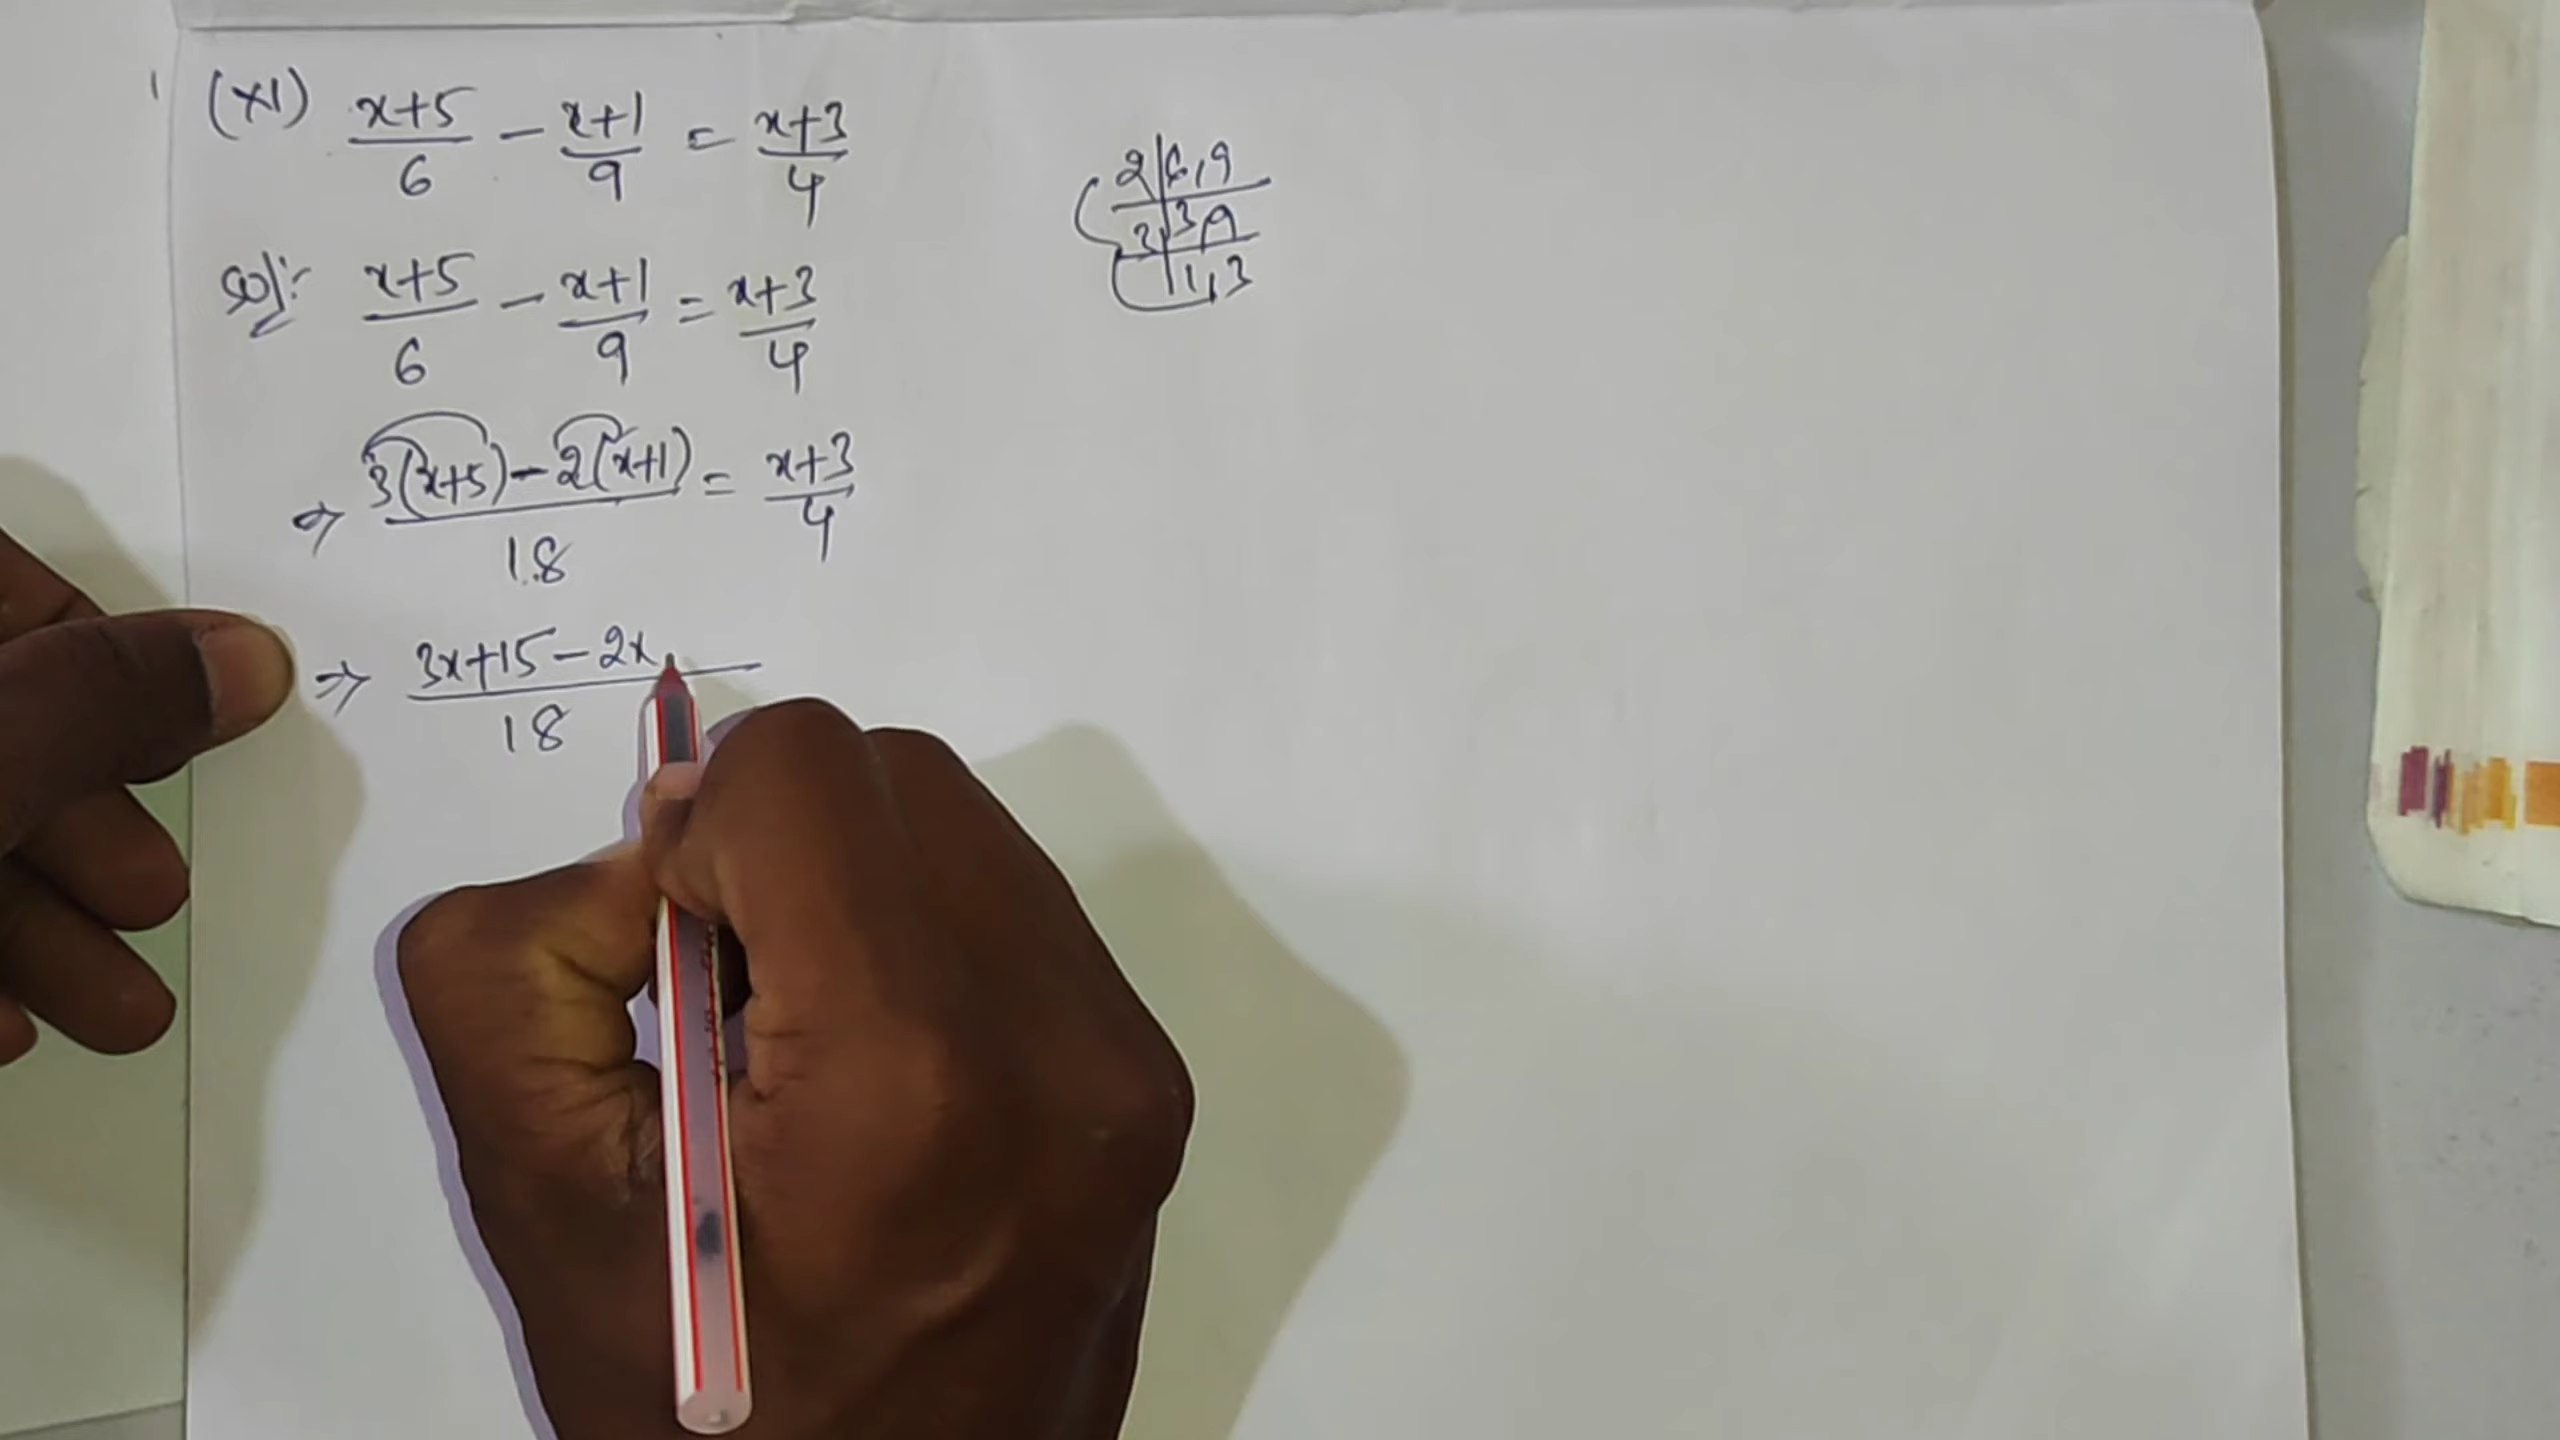 (xi) x+5/6 - x+1/9 = x+3/4
Sol:- x+5/6 - x+1/9 = x+3/4
⇒ 3(x+5)-2(x+1)/18 = x+3/4
⇒ 3x+15-2x/18
2|6,9
3|3,9
|1,3